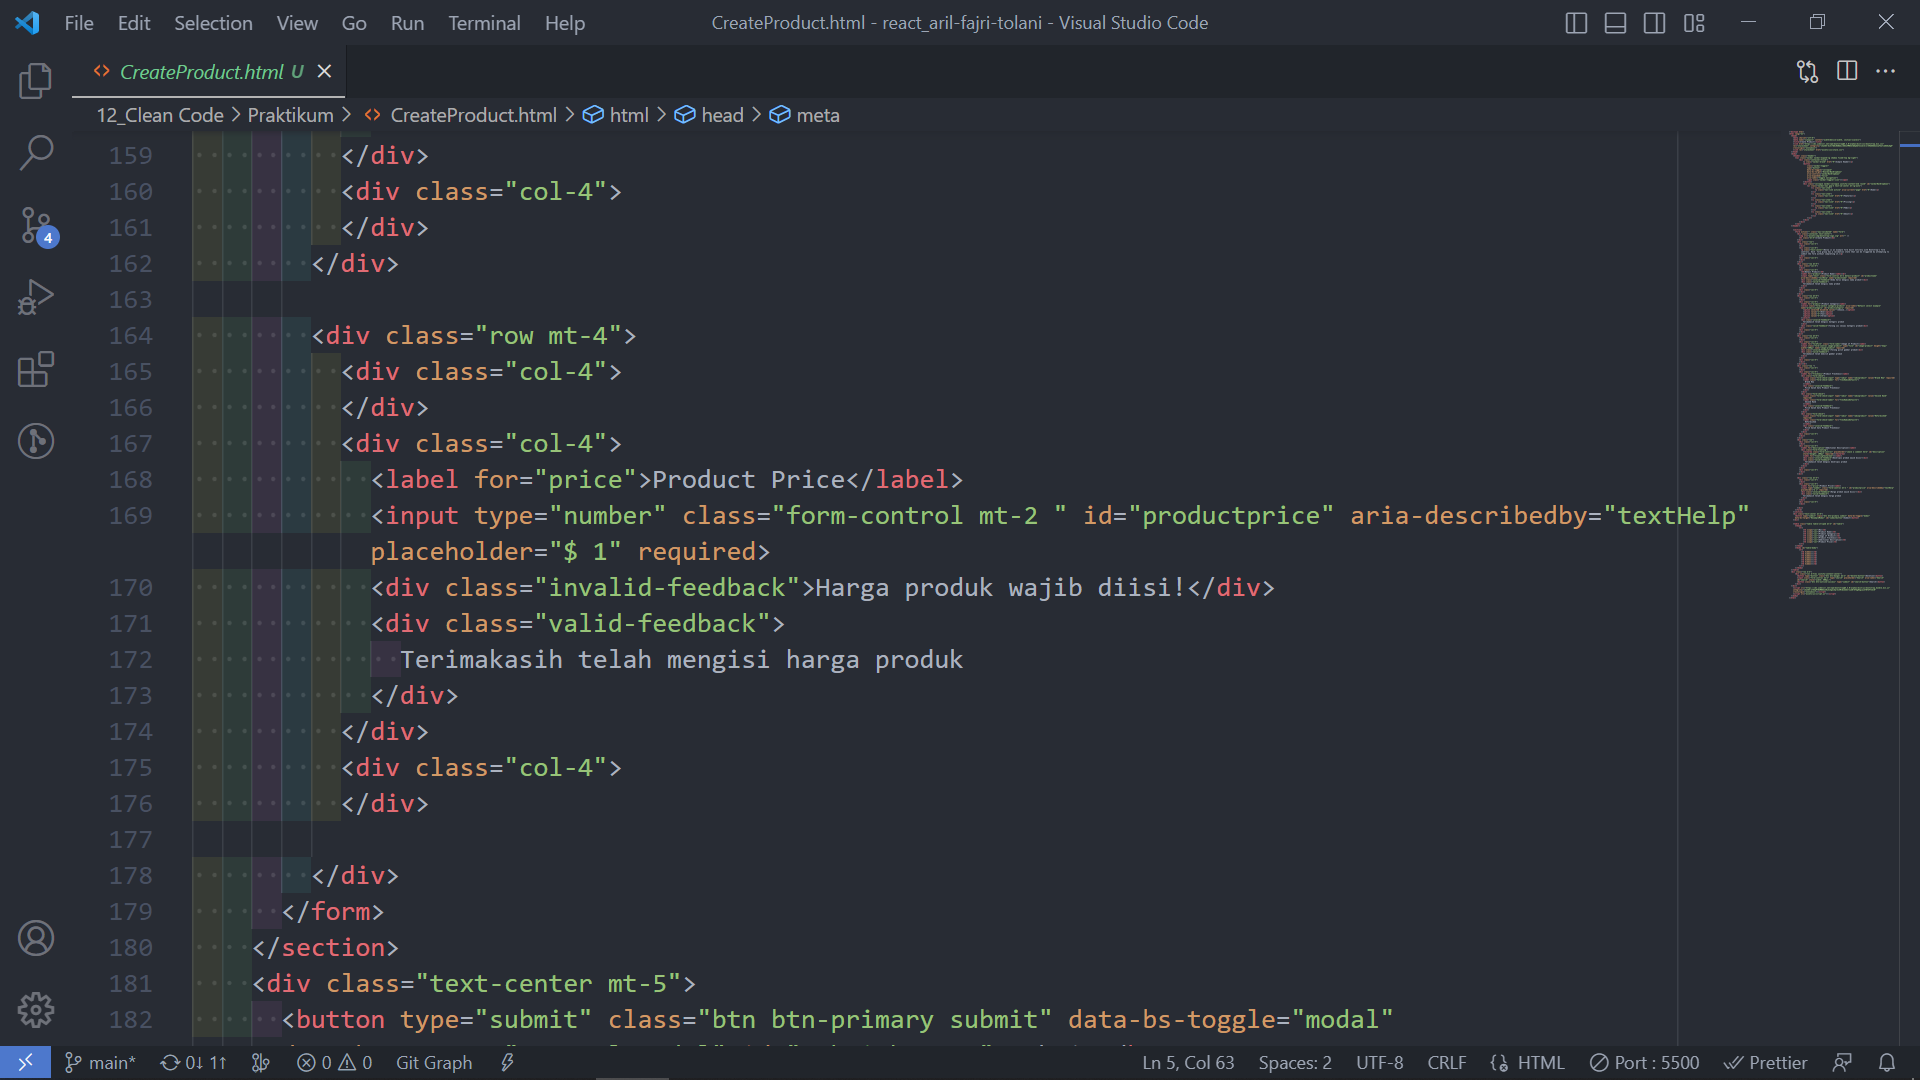 File Edit Selection View Go Run Terminal Help CreateProduct.html - react_aril-fajri-tolani - Visual Studio Code
CreateProduct.html U
12_Clean Code > Praktikum > CreateProduct.html > html > head > meta
159 </div>
160 <div class="col-4">
161 </div>
162 </div>
163
164 <div class="row mt-4">
165 <div class="col-4">
166 </div>
167 <div class="col-4">
168 <label for="price">Product Price</label>
169 <input type="number" class="form-control mt-2 " id="productprice" aria-describedby="textHelp"
placeholder="$ 1" required>
170 <div class="invalid-feedback">Harga produk wajib diisi!</div>
171 <div class="valid-feedback">
172 Terimakasih telah mengisi harga produk
173 </div>
174 </div>
175 <div class="col-4">
176 </div>
177
178 </div>
179 </form>
180 </section>
181 <div class="text-center mt-5">
182 <button type="submit" class="btn btn-primary submit" data-bs-toggle="modal"
4
main* 0↓ 1↑ 0 0 Git Graph Ln 5, Col 63 Spaces: 2 UTF-8 CRLF HTML Port : 5500 Prettier